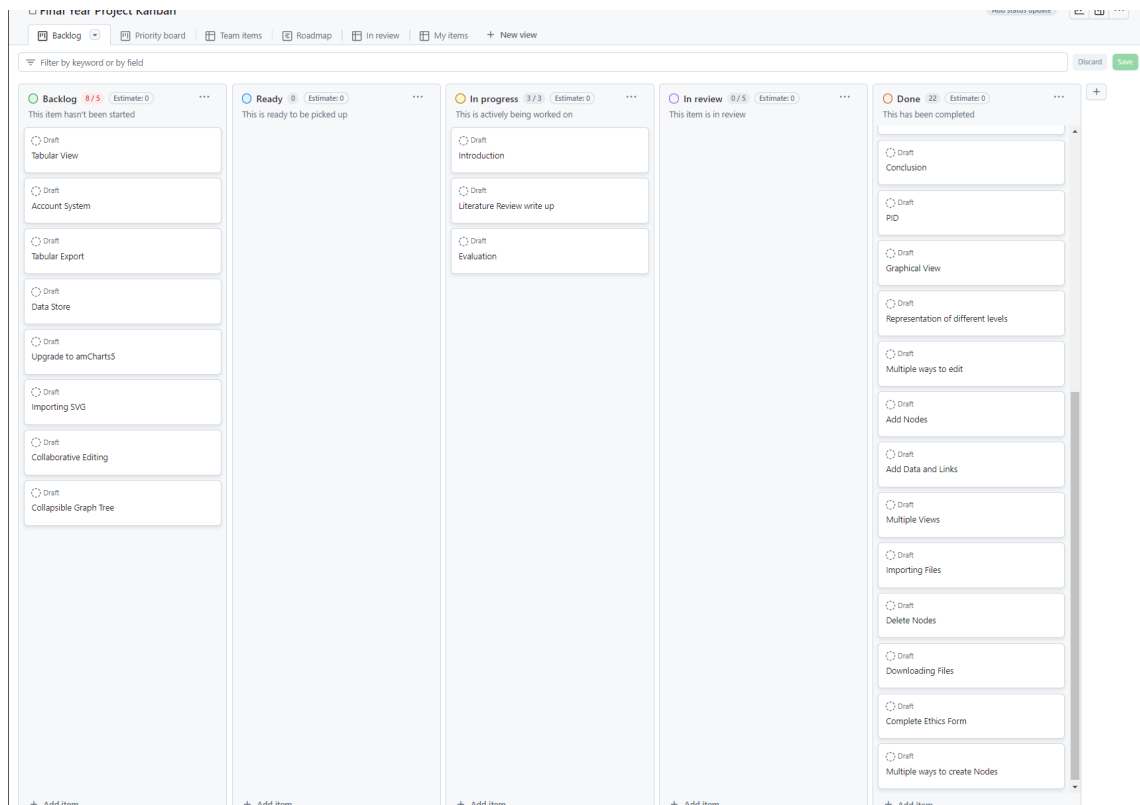 Final Year Project Kanban
Add status update
Backlog
Priority board
Team items
Roadmap
In review
My items
+ New view
Filter by keyword or by field
Discard
Save
Backlog 8 / 5 Estimate: 0
This item hasn't been started
Draft
Tabular View
Draft
Account System
Draft
Tabular Export
Draft
Data Store
Draft
Upgrade to amCharts5
Draft
Importing SVG
Draft
Collaborative Editing
Draft
Collapsible Graph Tree
+ Add item
Ready 0 Estimate: 0
This is ready to be picked up
+ Add item
In progress 3 / 3 Estimate: 0
This is actively being worked on
Draft
Introduction
Draft
Literature Review write up
Draft
Evaluation
+ Add item
In review 0 / 5 Estimate: 0
This item is in review
+ Add item
Done 22 Estimate: 0
This has been completed
Draft
Conclusion
Draft
PID
Draft
Graphical View
Draft
Representation of different levels
Draft
Multiple ways to edit
Draft
Add Nodes
Draft
Add Data and Links
Draft
Multiple Views
Draft
Importing Files
Draft
Delete Nodes
Draft
Downloading Files
Draft
Complete Ethics Form
Draft
Multiple ways to create Nodes
+ Add item